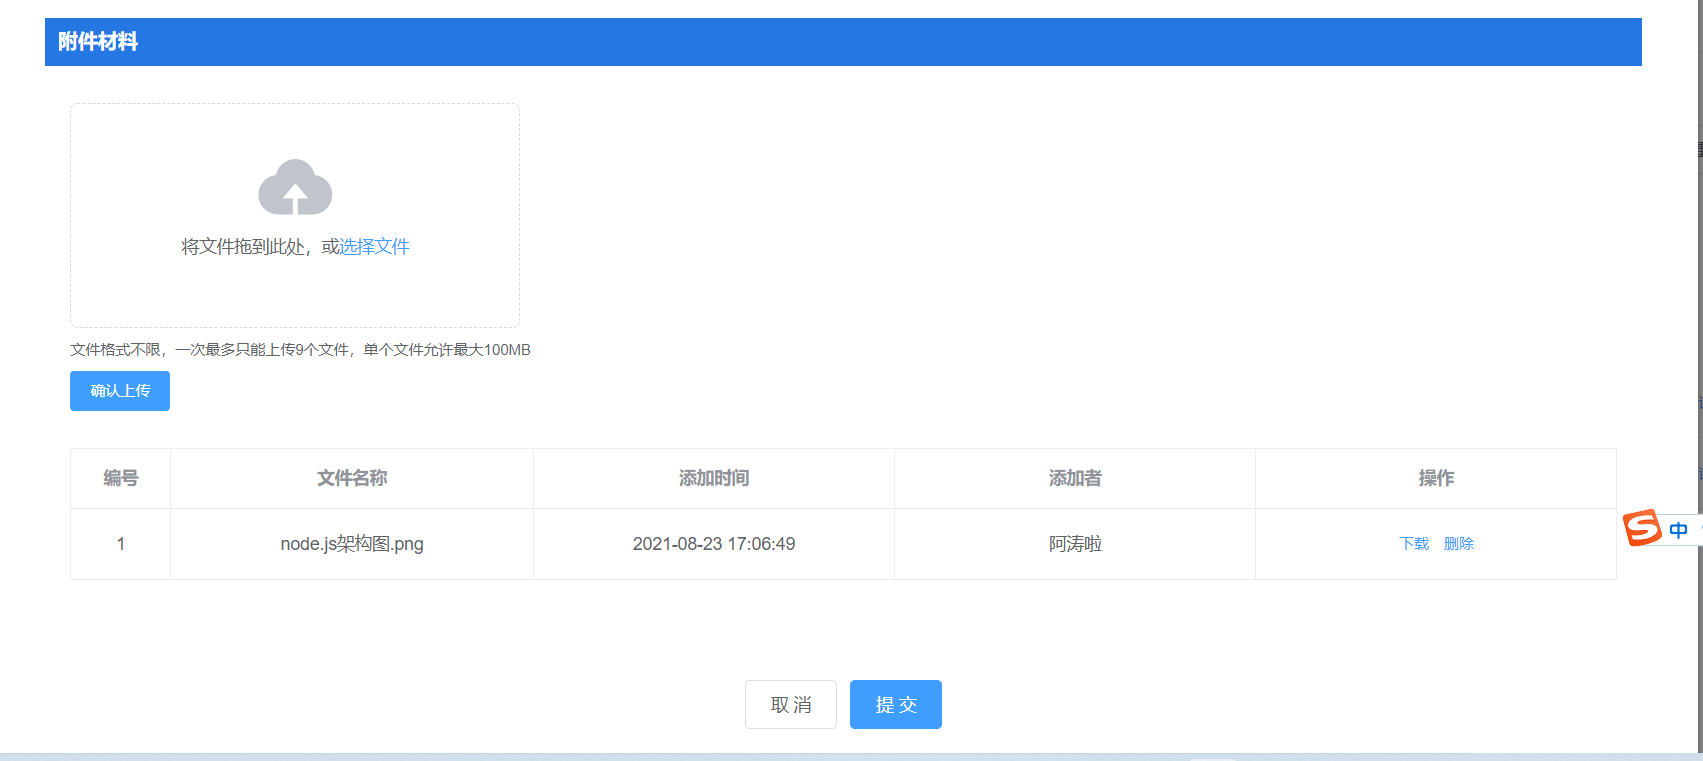 附件材料
将文件拖到此处，或选择文件
文件格式不限，一次最多只能上传9个文件，单个文件允许最大100MB
确认上传
编号 文件名称 添加时间 添加者 操作
1 node.js架构图.png 2021-08-23 17:06:49 阿涛啦 下载 删除
S 中
取消 提交